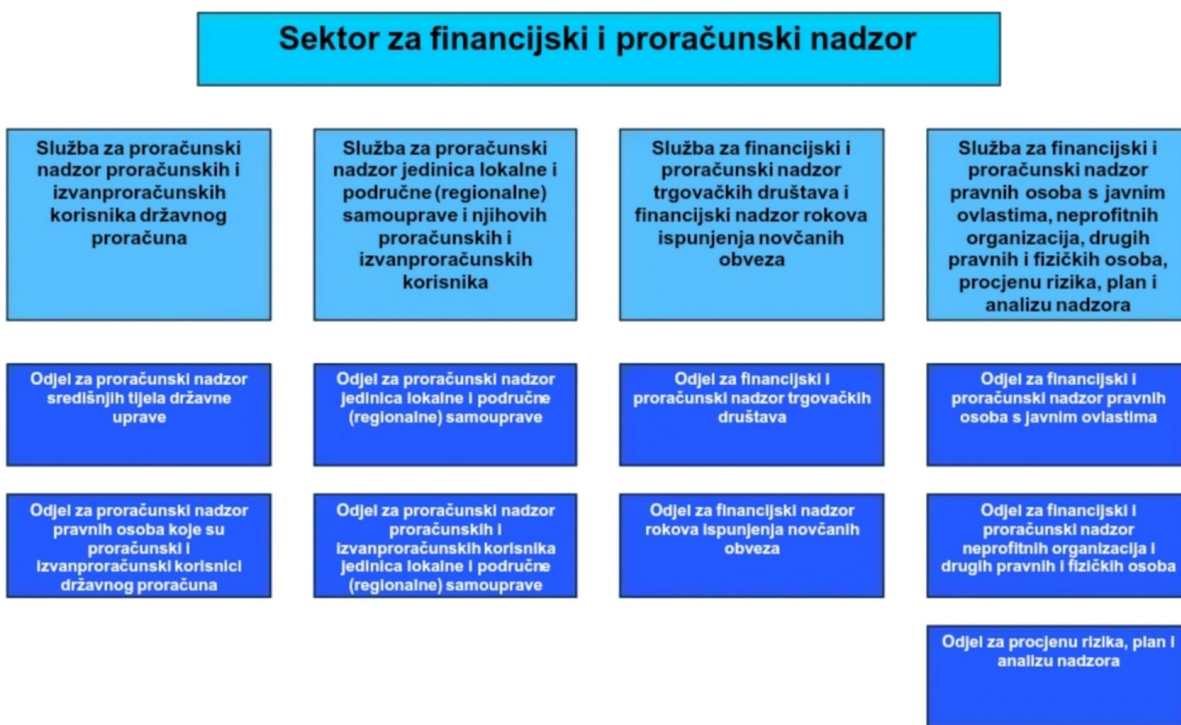 Sektor za financijski i proračunski nadzor
Služba za proračunski
nadzor proračunskih i
izvanproračunskih
korisnika državnog
proračuna
Služba za proračunski
nadzor jedinica lokalne i
područne (regionalne)
samouprave i njihovih
proračunskih i
izvanproračunskih
korisnika
Služba za financijski i
proračunski nadzor
trgovačkih društava i
financijski nadzor rokova
ispunjenja novčanih
obveza
Služba za financijski i
proračunski nadzor
pravnih osoba s javnim
ovlastima, neprofitnih
organizacija, drugih
pravnih i fizičkih osoba,
procjenu rizika, plan i
analizu nadzora
Odjel za proračunski nadzor
središnjih tijela državne
uprave
Odjel za proračunski nadzor
jedinica lokalne i područne
(regionalne) samouprave
Odjel za financijski i
proračunski nadzor trgovačkih
društava
Odjel za financijski i
proračunski nadzor pravnih
osoba s javnim ovlastima
Odjel za proračunski nadzor
pravnih osoba koje su
proračunski i
izvanproračunski korisnici
državnog proračuna
Odjel za proračunski nadzor
proračunskih i
izvanproračunskih korisnika
jedinica lokalne i područne
(regionalne) samouprave
Odjel za financijski nadzor
rokova ispunjenja novčanih
obveza
Odjel za financijski i
proračunski nadzor
neprofitnih organizacija i
drugih pravnih i fizičkih osoba
Odjel za procjenu rizika, plan i
analizu nadzora